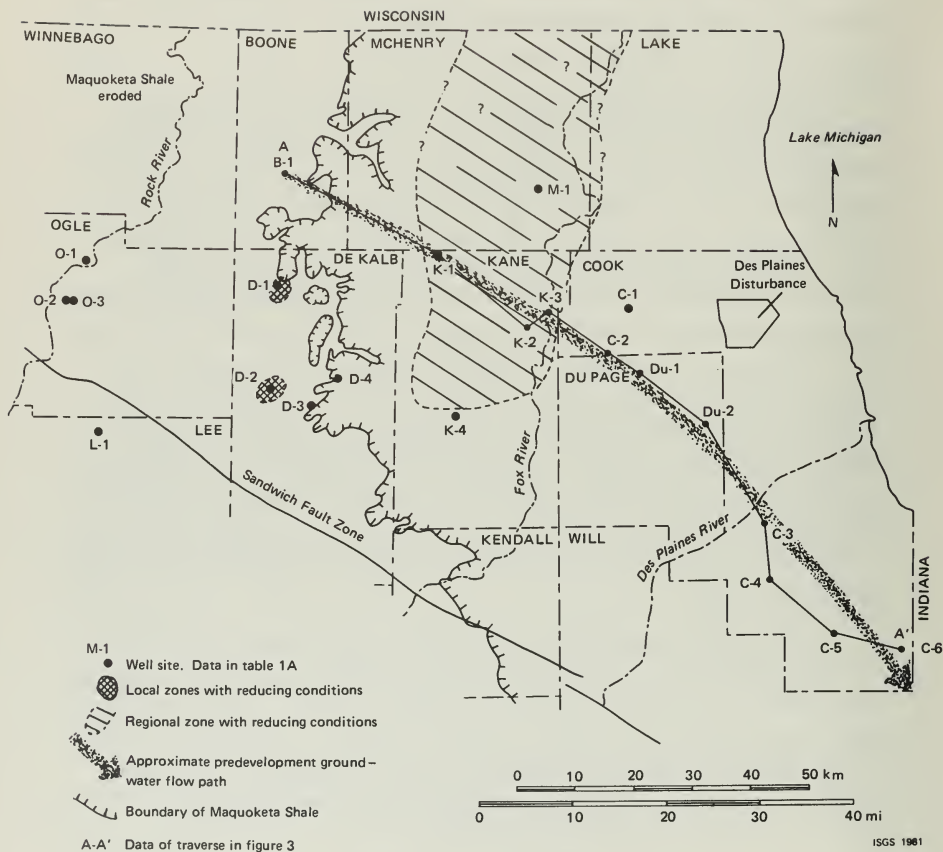 WISCONSIN
WINNEBAGO
BOONE
MCHENRY
LAKE
Maquoketa Shale
eroded
Rock River
Lake Michigan
N
A
B-1
M-1
?
?
?
?
?
?
?
OGLE
O-1
O-2
O-3
DE KALB
KANE
COOK
D-1
K-1
K-3
C-1
Des Plaines
Disturbance
K-2
C-2
DU PAGE
Du-1
D-2
D-4
D-3
K-4
Du-2
LEE
L-1
Sandwich Fault Zone
Fox River
KENDALL
WILL
Des Plaines River
C-3
C-4
C-5
A'
C-6
INDIANA
M-1
Well site. Data in table 1A
Local zones with reducing conditions
Regional zone with reducing conditions
Approximate predevelopment ground–
water flow path
Boundary of Maquoketa Shale
A-A' Data of traverse in figure 3
0 10 20 30 40 50 km
0 10 20 30 40 mi
ISGS 1981